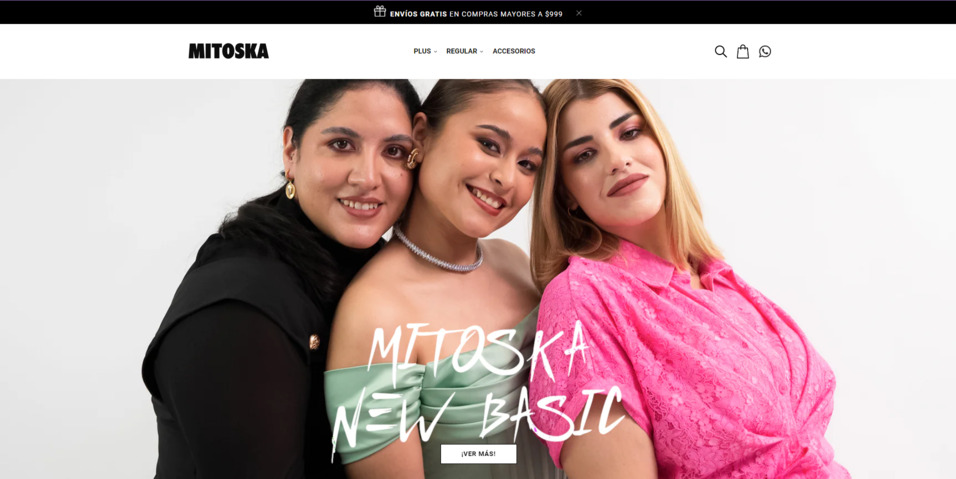 ENVÍOS GRATIS EN COMPRAS MAYORES A $999
MITOSKA
PLUS REGULAR ACCESORIOS
MITOSKA
NEW BASIC
¡VER MÁS!